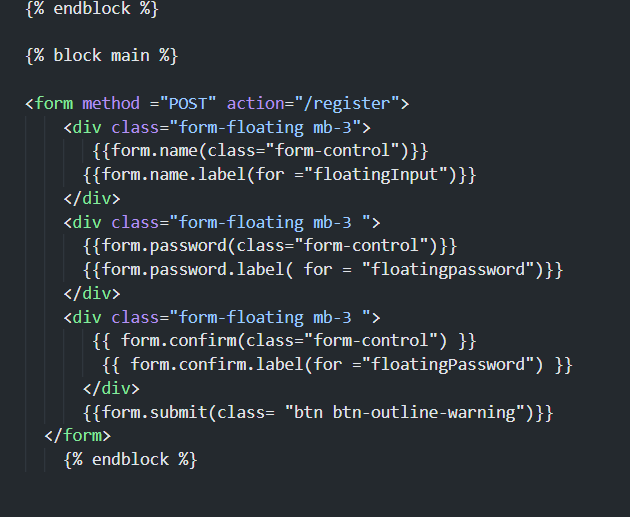 {% endblock %}
{% block main %}
<form method ="POST" action="/register">
<div class="form-floating mb-3">
{{form.name(class="form-control")}}
{{form.name.label(for ="floatingInput")}}
</div>
<div class="form-floating mb-3 ">
{{form.password(class="form-control")}}
{{form.password.label( for = "floatingpassword")}}
</div>
<div class="form-floating mb-3 ">
{{ form.confirm(class="form-control") }}
{{ form.confirm.label(for ="floatingPassword") }}
</div>
{{form.submit(class= "btn btn-outline-warning")}}
</form>
{% endblock %}